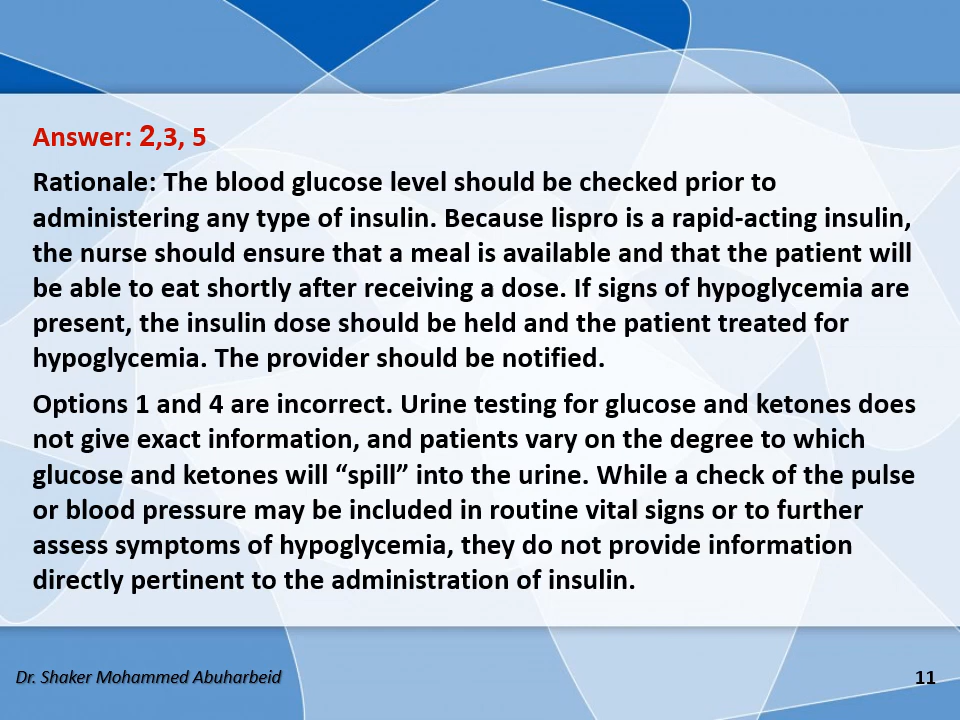 Answer: 2,3, 5
Rationale: The blood glucose level should be checked prior to
administering any type of insulin. Because lispro is a rapid-acting insulin,
the nurse should ensure that a meal is available and that the patient will
be able to eat shortly after receiving a dose. If signs of hypoglycemia are
present, the insulin dose should be held and the patient treated for
hypoglycemia. The provider should be notified.
Options 1 and 4 are incorrect. Urine testing for glucose and ketones does
not give exact information, and patients vary on the degree to which
glucose and ketones will “spill” into the urine. While a check of the pulse
or blood pressure may be included in routine vital signs or to further
assess symptoms of hypoglycemia, they do not provide information
directly pertinent to the administration of insulin.
Dr. Shaker Mohammed Abuharbeid
11